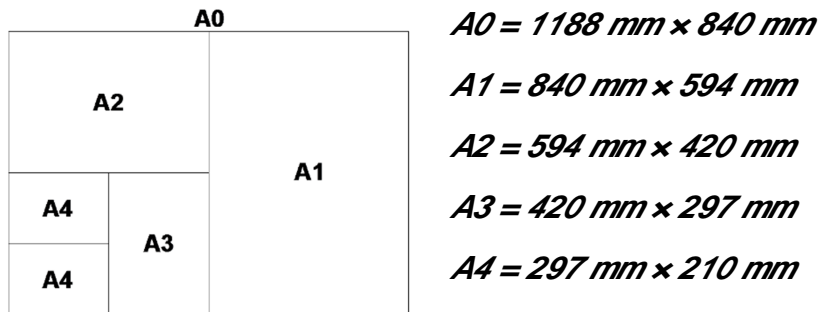 A0
A2
A1
A4
A3
A4
A0 = 1188 mm × 840 mm
A1 = 840 mm × 594 mm
A2 = 594 mm × 420 mm
A3 = 420 mm × 297 mm
A4 = 297 mm × 210 mm